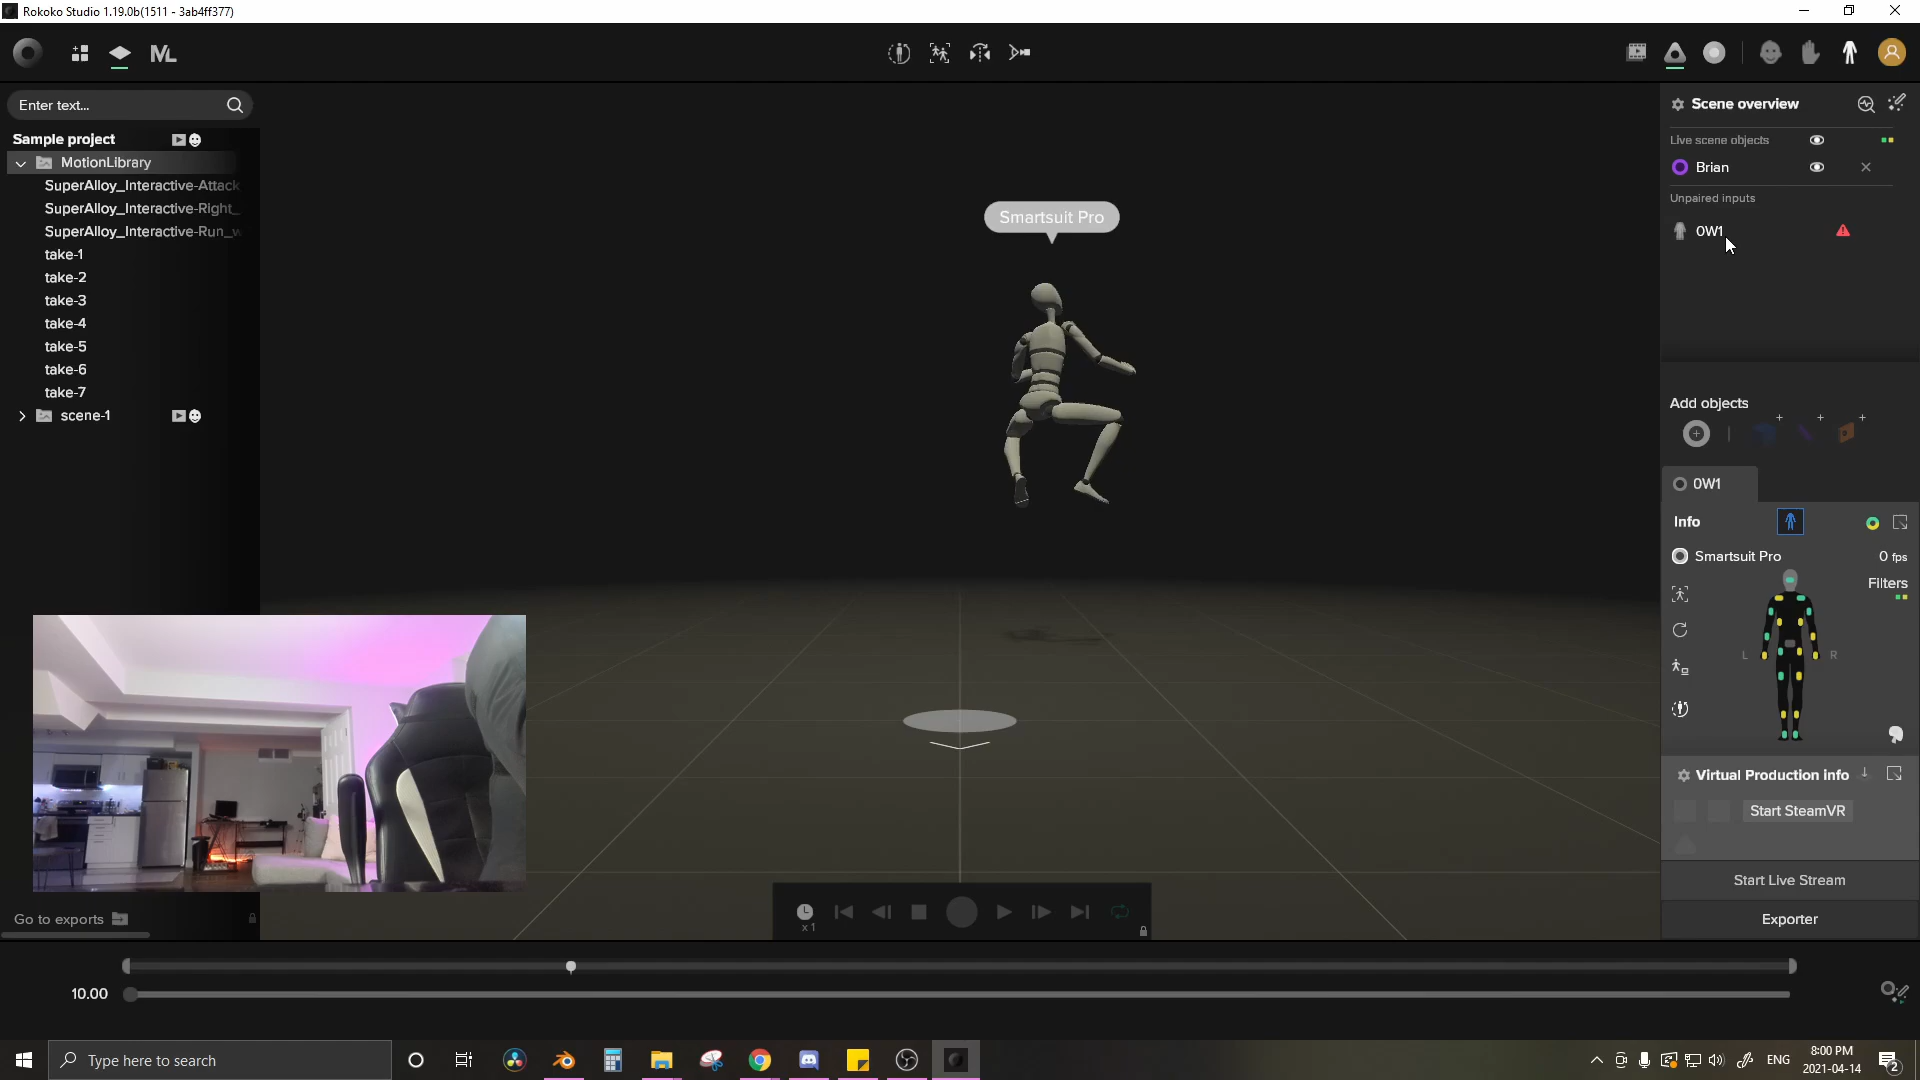 Rokoko Studio 1.19.0b(1511 - 3ab4ff377)
ML
Enter text...
Sample project
MotionLibrary
SuperAlloy_Interactive-Attack
SuperAlloy_Interactive-Right_
SuperAlloy_Interactive-Run_w
take-1
take-2
take-3
take-4
take-5
take-6
take-7
scene-1
Smartsuit Pro
Scene overview
Live scene objects
Brian
Unpaired inputs
OW1
Add objects
OW1
Info
Smartsuit Pro
0 fps
Filters
L R
Virtual Production info
Start SteamVR
Start Live Stream
Exporter
Go to exports
x1
10.00
Type here to search
ENG
8:00 PM
2021-04-14
2